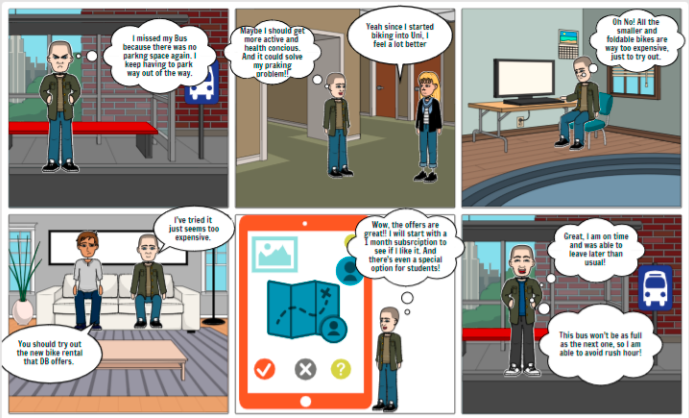 I missed my Bus
because there was no
parkng space again. I
keep having to park
way out of the way.
Maybe I should get
more active and
health concious.
And it could solve
my praking
problem!!
Yeah since I started
biking into Uni, I
feel a lot better
Oh No! All the
smaller and
foldable bikes are
way too expensive,
just to try out.
You should try out
the new bike rental
that DB offers.
I've tried it
just seems too
expensive.
Wow, the offers are
great!! I will start with a
1 month subsrciption to
see if I like it. And
there's even a special
option for students!
Great, I am on time
and was able to
leave later than
usual!
This bus won't be as full
as the next one, so I am
able to avoid rush hour!